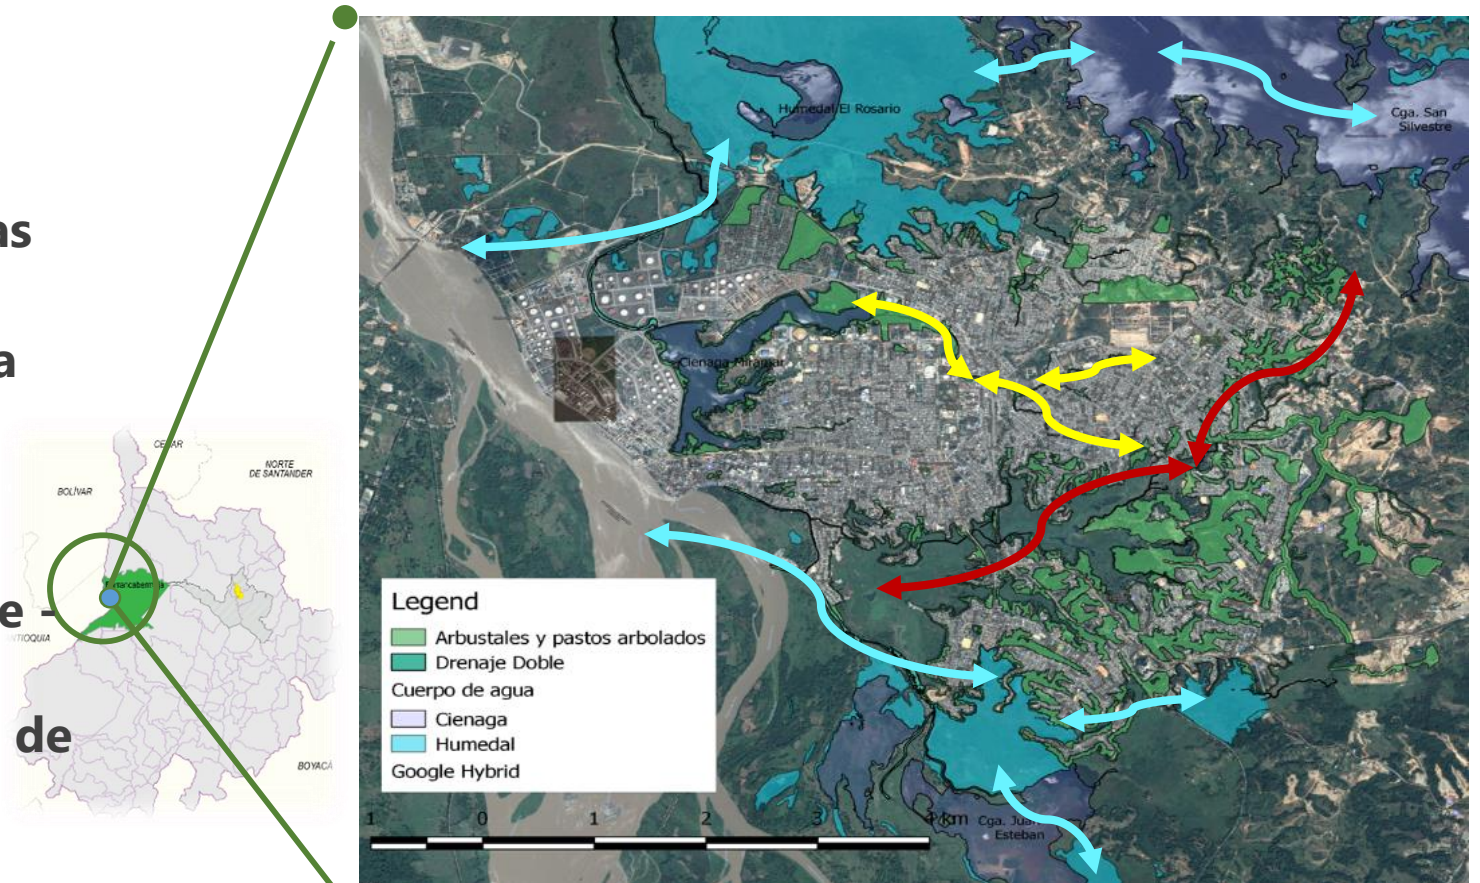 as
a
e -
de
CESAR
NORTE
DE SANTANDER
BOLÍVAR
Barrancabermeja
ANTIOQUIA
BOYACÁ
Humedal El Rosario
Cga. San
Silvestre
Cienaga Miramar
Legend
Arbustales y pastos arbolados
Drenaje Doble
Cuerpo de agua
Cienaga
Humedal
Google Hybrid
1 0 1 2 3 4 km
Cga. Juan
Esteban